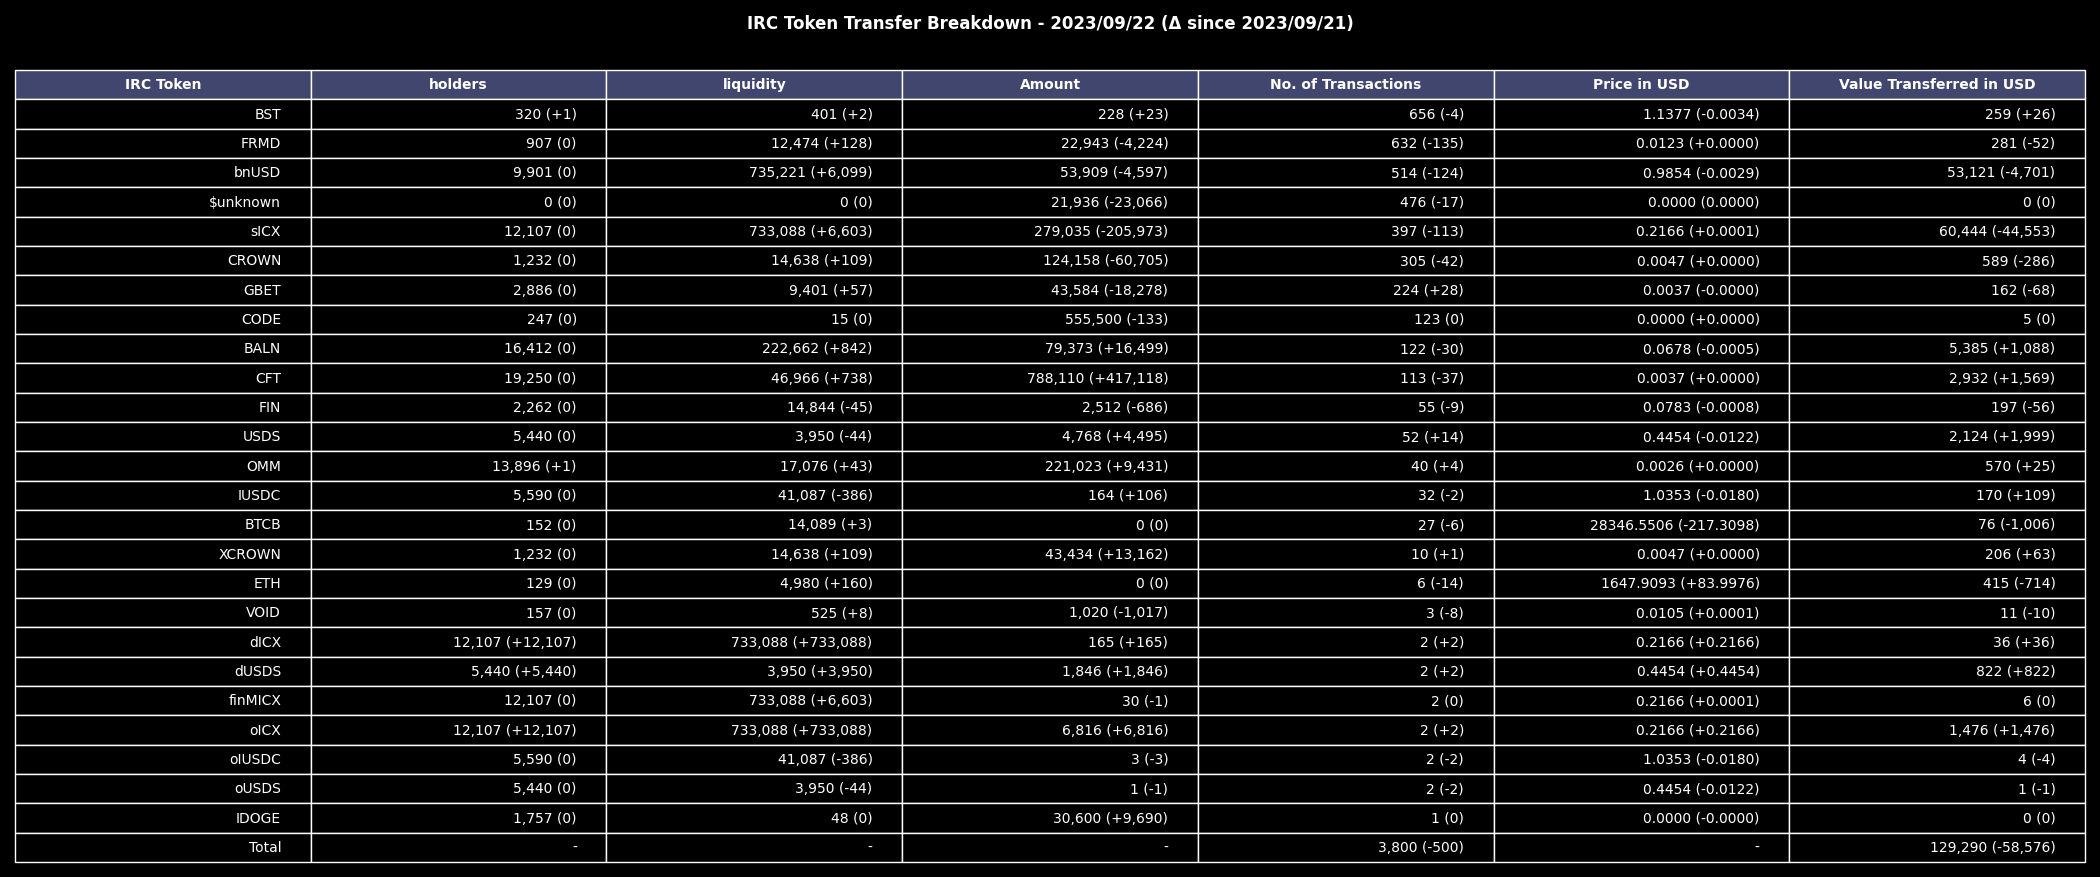 IRC Token Transfer Breakdown - 2023/09/22 (Δ since 2023/09/21)
IRC Token holders liquidity Amount No. of Transactions Price in USD Value Transferred in USD
BST 320 (+1) 401 (+2) 228 (+23) 656 (-4) 1.1377 (-0.0034) 259 (+26)
FRMD 907 (0) 12,474 (+128) 22,943 (-4,224) 632 (-135) 0.0123 (+0.0000) 281 (-52)
bnUSD 9,901 (0) 735,221 (+6,099) 53,909 (-4,597) 514 (-124) 0.9854 (-0.0029) 53,121 (-4,701)
$unknown 0 (0) 0 (0) 21,936 (-23,066) 476 (-17) 0.0000 (0.0000) 0 (0)
sICX 12,107 (0) 733,088 (+6,603) 279,035 (-205,973) 397 (-113) 0.2166 (+0.0001) 60,444 (-44,553)
CROWN 1,232 (0) 14,638 (+109) 124,158 (-60,705) 305 (-42) 0.0047 (+0.0000) 589 (-286)
GBET 2,886 (0) 9,401 (+57) 43,584 (-18,278) 224 (+28) 0.0037 (-0.0000) 162 (-68)
CODE 247 (0) 15 (0) 555,500 (-133) 123 (0) 0.0000 (+0.0000) 5 (0)
BALN 16,412 (0) 222,662 (+842) 79,373 (+16,499) 122 (-30) 0.0678 (-0.0005) 5,385 (+1,088)
CFT 19,250 (0) 46,966 (+738) 788,110 (+417,118) 113 (-37) 0.0037 (+0.0000) 2,932 (+1,569)
FIN 2,262 (0) 14,844 (-45) 2,512 (-686) 55 (-9) 0.0783 (-0.0008) 197 (-56)
USDS 5,440 (0) 3,950 (-44) 4,768 (+4,495) 52 (+14) 0.4454 (-0.0122) 2,124 (+1,999)
OMM 13,896 (+1) 17,076 (+43) 221,023 (+9,431) 40 (+4) 0.0026 (+0.0000) 570 (+25)
IUSDC 5,590 (0) 41,087 (-386) 164 (+106) 32 (-2) 1.0353 (-0.0180) 170 (+109)
BTCB 152 (0) 14,089 (+3) 0 (0) 27 (-6) 28346.5506 (-217.3098) 76 (-1,006)
XCROWN 1,232 (0) 14,638 (+109) 43,434 (+13,162) 10 (+1) 0.0047 (+0.0000) 206 (+63)
ETH 129 (0) 4,980 (+160) 0 (0) 6 (-14) 1647.9093 (+83.9976) 415 (-714)
VOID 157 (0) 525 (+8) 1,020 (-1,017) 3 (-8) 0.0105 (+0.0001) 11 (-10)
dICX 12,107 (+12,107) 733,088 (+733,088) 165 (+165) 2 (+2) 0.2166 (+0.2166) 36 (+36)
dUSDS 5,440 (+5,440) 3,950 (+3,950) 1,846 (+1,846) 2 (+2) 0.4454 (+0.4454) 822 (+822)
finMICX 12,107 (0) 733,088 (+6,603) 30 (-1) 2 (0) 0.2166 (+0.0001) 6 (0)
oICX 12,107 (+12,107) 733,088 (+733,088) 6,816 (+6,816) 2 (+2) 0.2166 (+0.2166) 1,476 (+1,476)
oIUSDC 5,590 (0) 41,087 (-386) 3 (-3) 2 (-2) 1.0353 (-0.0180) 4 (-4)
oUSDS 5,440 (0) 3,950 (-44) 1 (-1) 2 (-2) 0.4454 (-0.0122) 1 (-1)
IDOGE 1,757 (0) 48 (0) 30,600 (+9,690) 1 (0) 0.0000 (-0.0000) 0 (0)
Total - - - 3,800 (-500) - 129,290 (-58,576)